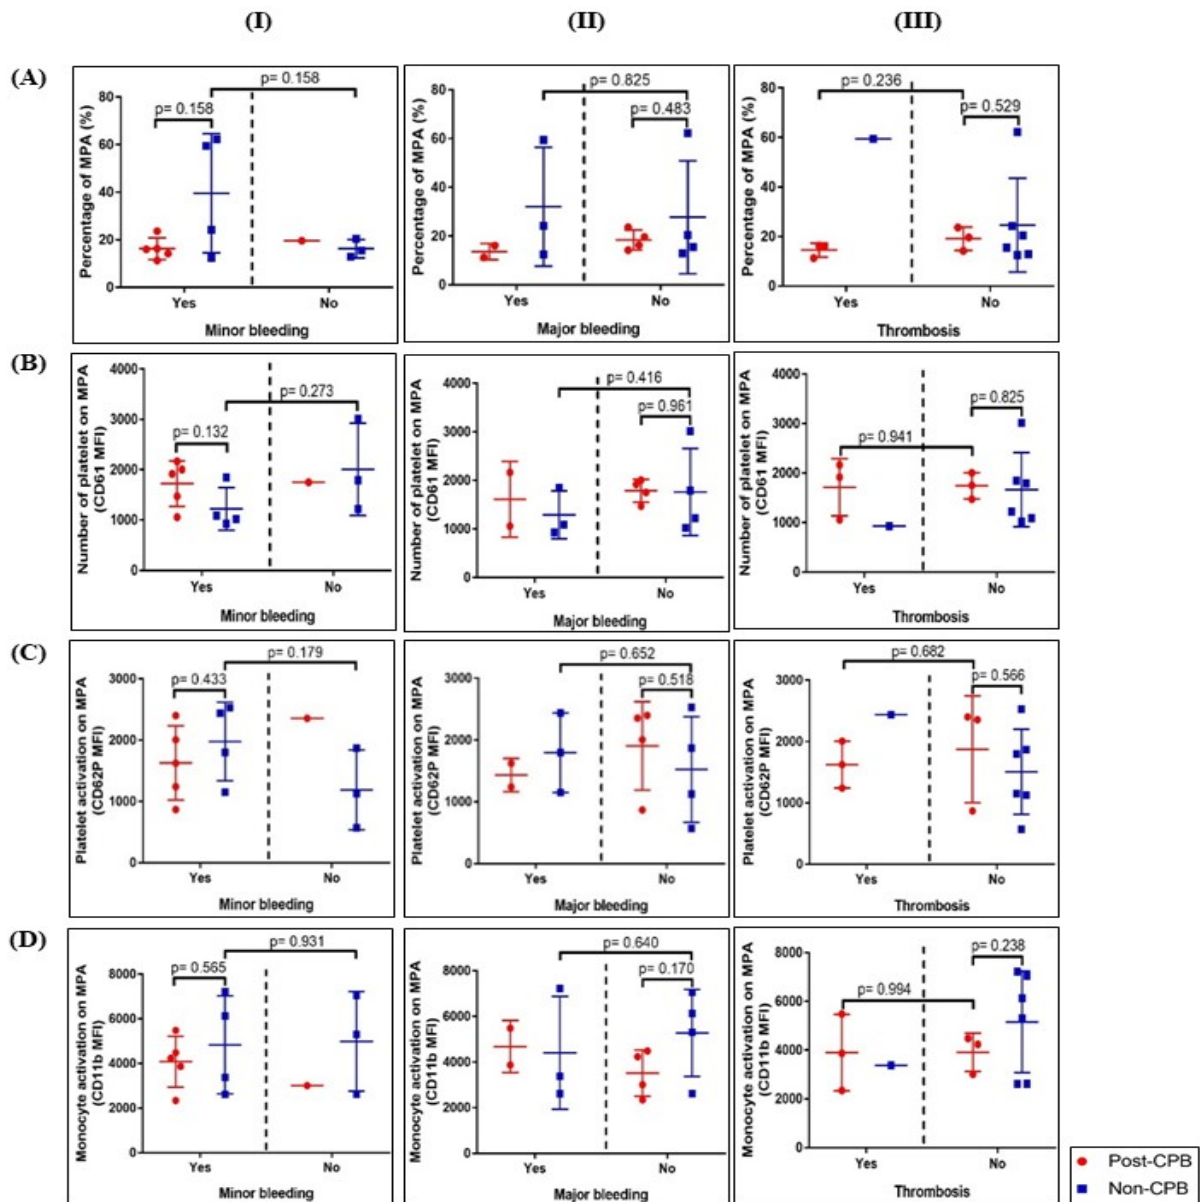 (I) (II) (III)
(A)
Percentage of MPA (%)
80
60
40
20
0
p= 0.158
p= 0.158
Yes No
Minor bleeding
Percentage of MPA (%)
80
60
40
20
0
p= 0.825
p= 0.483
Yes No
Major bleeding
Percentage of MPA (%)
80
60
40
20
0
p= 0.236
p= 0.529
Yes No
Thrombosis
(B)
Number of platelet on MPA
(CD61 MFI)
4000
3000
2000
1000
0
p= 0.273
p= 0.132
Yes No
Minor bleeding
Number of platelet on MPA
(CD61 MFI)
4000
3000
2000
1000
0
p= 0.416
p= 0.961
Yes No
Major bleeding
Number of platelet on MPA
(CD61 MFI)
4000
3000
2000
1000
0
p= 0.825
p= 0.941
Yes No
Thrombosis
(C)
Platelet activation on MPA
(CD62P MFI)
3000
2000
1000
0
p= 0.179
p= 0.433
Yes No
Minor bleeding
Platelet activation on MPA
(CD62P MFI)
3000
2000
1000
0
p= 0.652
p= 0.518
Yes No
Major bleeding
Platelet activation on MPA
(CD62P MFI)
3000
2000
1000
0
p= 0.682
p= 0.566
Yes No
Thrombosis
(D)
Monocyte activation on MPA
(CD11b MFI)
8000
6000
4000
2000
0
p= 0.931
p= 0.565
Yes No
Minor bleeding
Monocyte activation on MPA
(CD11b MFI)
8000
6000
4000
2000
0
p= 0.640
p= 0.170
Yes No
Major bleeding
Monocyte activation on MPA
(CD11b MFI)
8000
6000
4000
2000
0
p= 0.238
p= 0.994
Yes No
Thrombosis
Post-CPB
Non-CPB